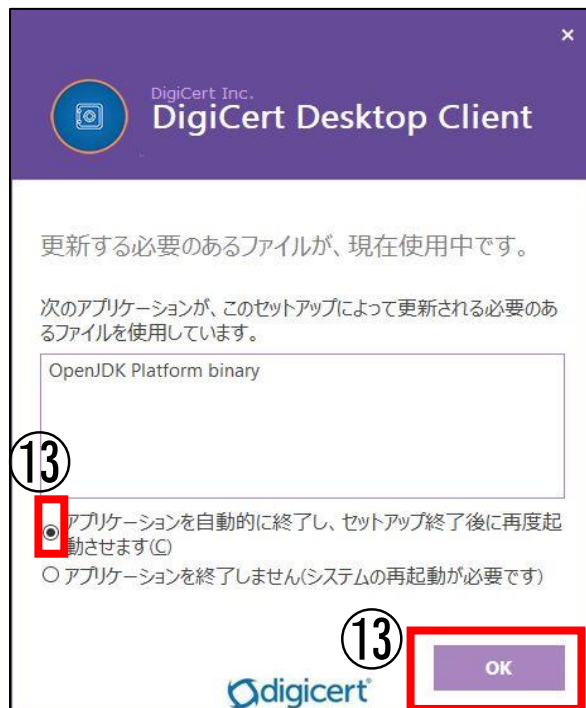 ×
DigiCert Inc.
DigiCert Desktop Client
更新する必要のあるファイルが、現在使用中です。
次のアプリケーションが、このセットアップによって更新される必要のあ
るファイルを使用しています。
OpenJDK Platform binary
⑬
アプリケーションを自動的に終了し、セットアップ終了後に再度起
動させます(C)
アプリケーションを終了しません(システムの再起動が必要です)
⑬
OK
digicert®